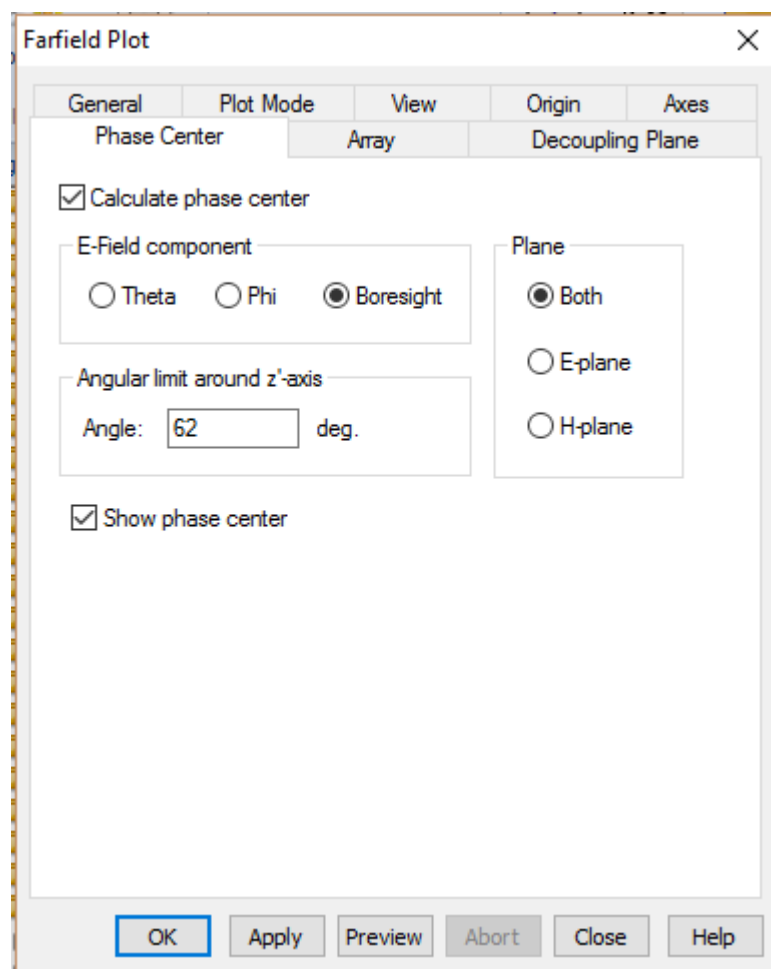 Farfield Plot
General Plot Mode View Origin Axes
Phase Center Array Decoupling Plane
Calculate phase center
E-Field component
Theta Phi Boresight
Plane
Both
E-plane
H-plane
Angular limit around z'-axis
Angle: 62 deg.
Show phase center
OK Apply Preview Abort Close Help